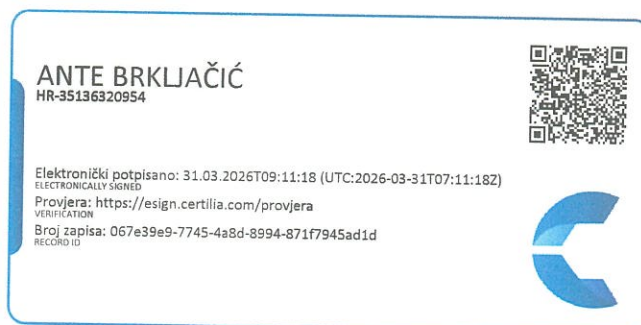 ANTE BRKLJAČIĆ
HR-35136320954
Elektronički potpisano: 31.03.2026T09:11:18 (UTC:2026-03-31T07:11:18Z)
ELECTRONICALLY SIGNED
Provjera: https://esign.certilia.com/provjera
VERIFICATION
Broj zapisa: 067e39e9-7745-4a8d-8994-871f7945ad1d
RECORD ID